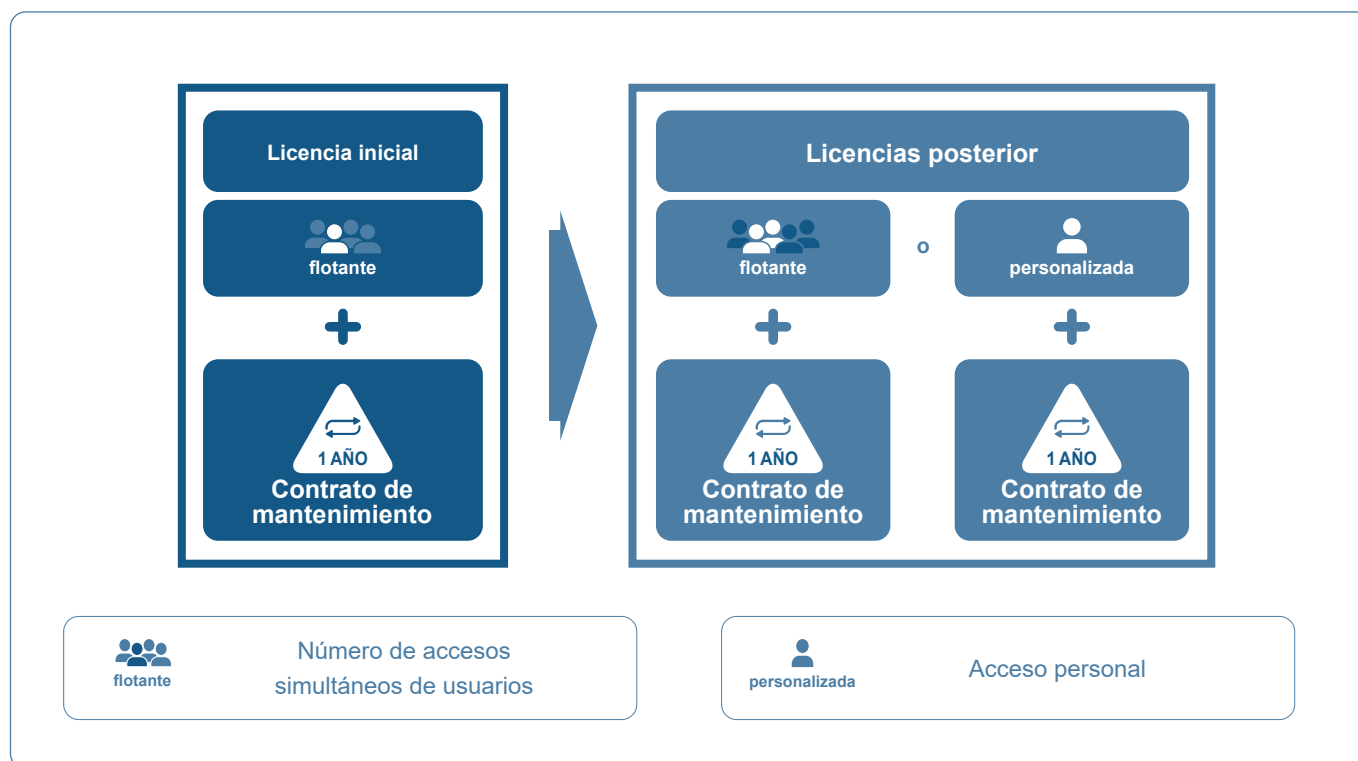 Licencia inicial
flotante
1 AÑO
Contrato de
mantenimiento
Licencias posterior
flotante
o
personalizada
1 AÑO
Contrato de
mantenimiento
1 AÑO
Contrato de
mantenimiento
flotante
Número de accesos
simultáneos de usuarios
personalizada
Acceso personal